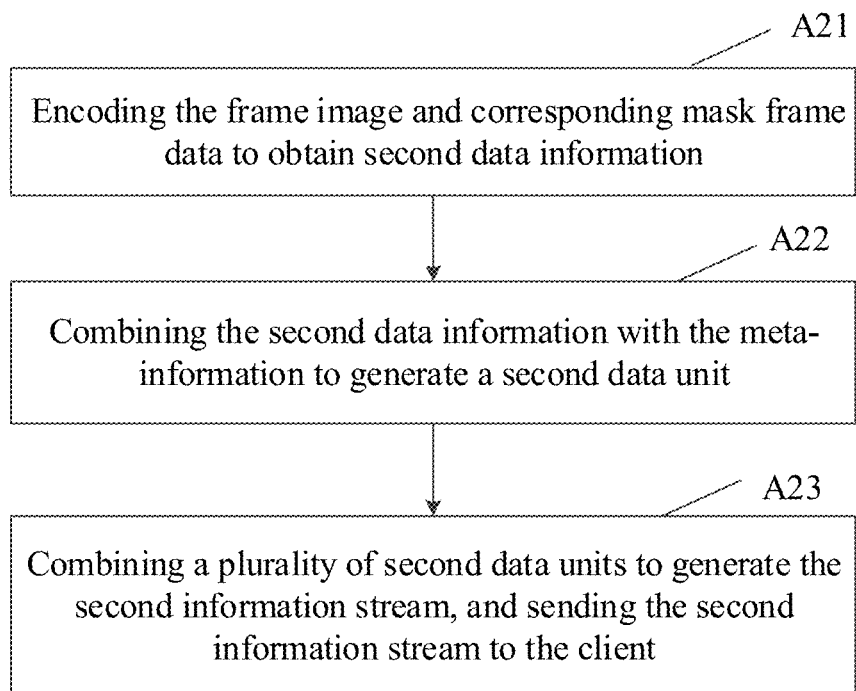 A21
Encoding the frame image and corresponding mask frame
data to obtain second data information
A22
Combining the second data information with the meta-
information to generate a second data unit
A23
Combining a plurality of second data units to generate the
second information stream, and sending the second
information stream to the client